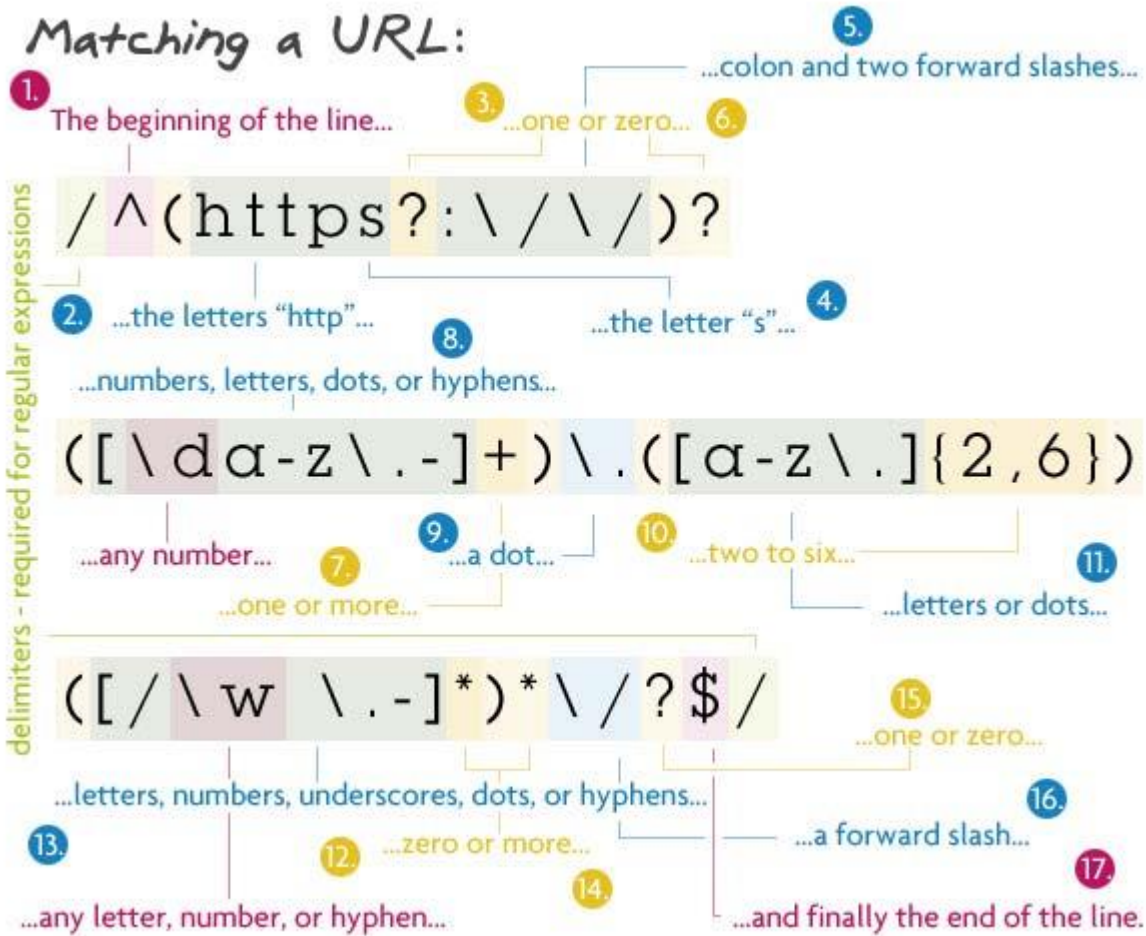 Matching a URL:
5.
...colon and two forward slashes...
1.
The beginning of the line...
3. ...one or zero... 6.
/^(https?:\/\/)?
2. ...the letters “http”...
...the letter “s”... 4.
8.
...numbers, letters, dots, or hyphens...
([\da-z\.-]+)\.([a-z\.]{2,6})
...any number...
7.
...one or more...
9. ...a dot...
10. ...two to six...
11.
...letters or dots...
([/\w \.-]*)*\/?$/
15.
...one or zero...
...letters, numbers, underscores, dots, or hyphens...
13.
12. ...zero or more...
14.
16.
...a forward slash...
17.
...any letter, number, or hyphen...
...and finally the end of the line.
delimiters - required for regular expressions